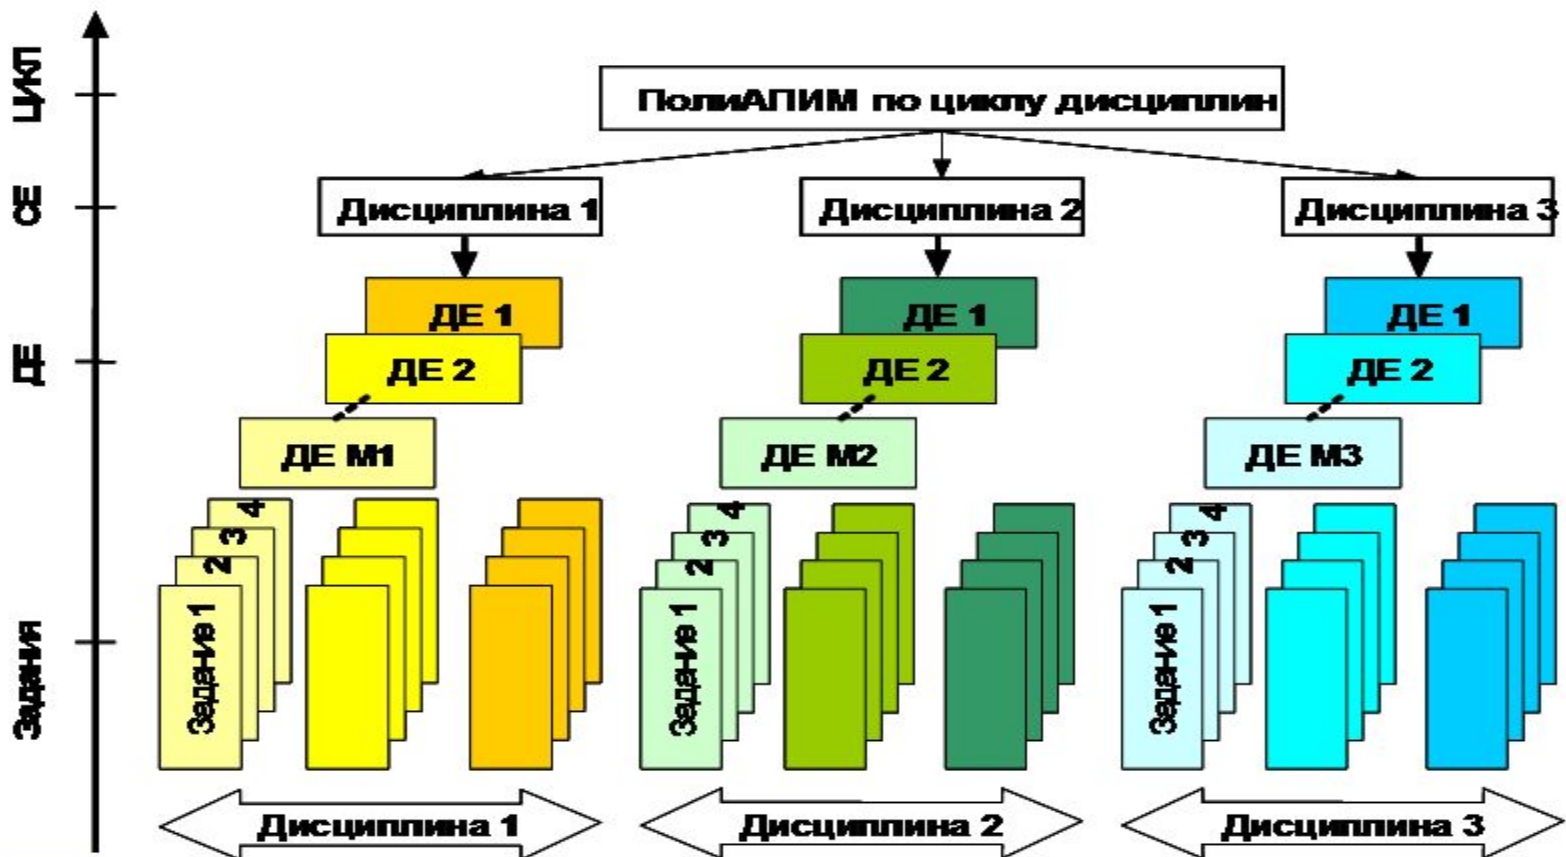 ЦИКЛ
ПолиАПИМ по циклу дисциплин
СЕ
Дисциплина 1
Дисциплина 2
Дисциплина 3
ДЕ 1
ДЕ 1
ДЕ 1
ДЕ
ДЕ 2
ДЕ 2
ДЕ 2
ДЕ М1
ДЕ М2
ДЕ М3
Задания
Задание 1
2
3
4
Задание 1
2
3
4
Задание 1
2
3
4
Дисциплина 1
Дисциплина 2
Дисциплина 3